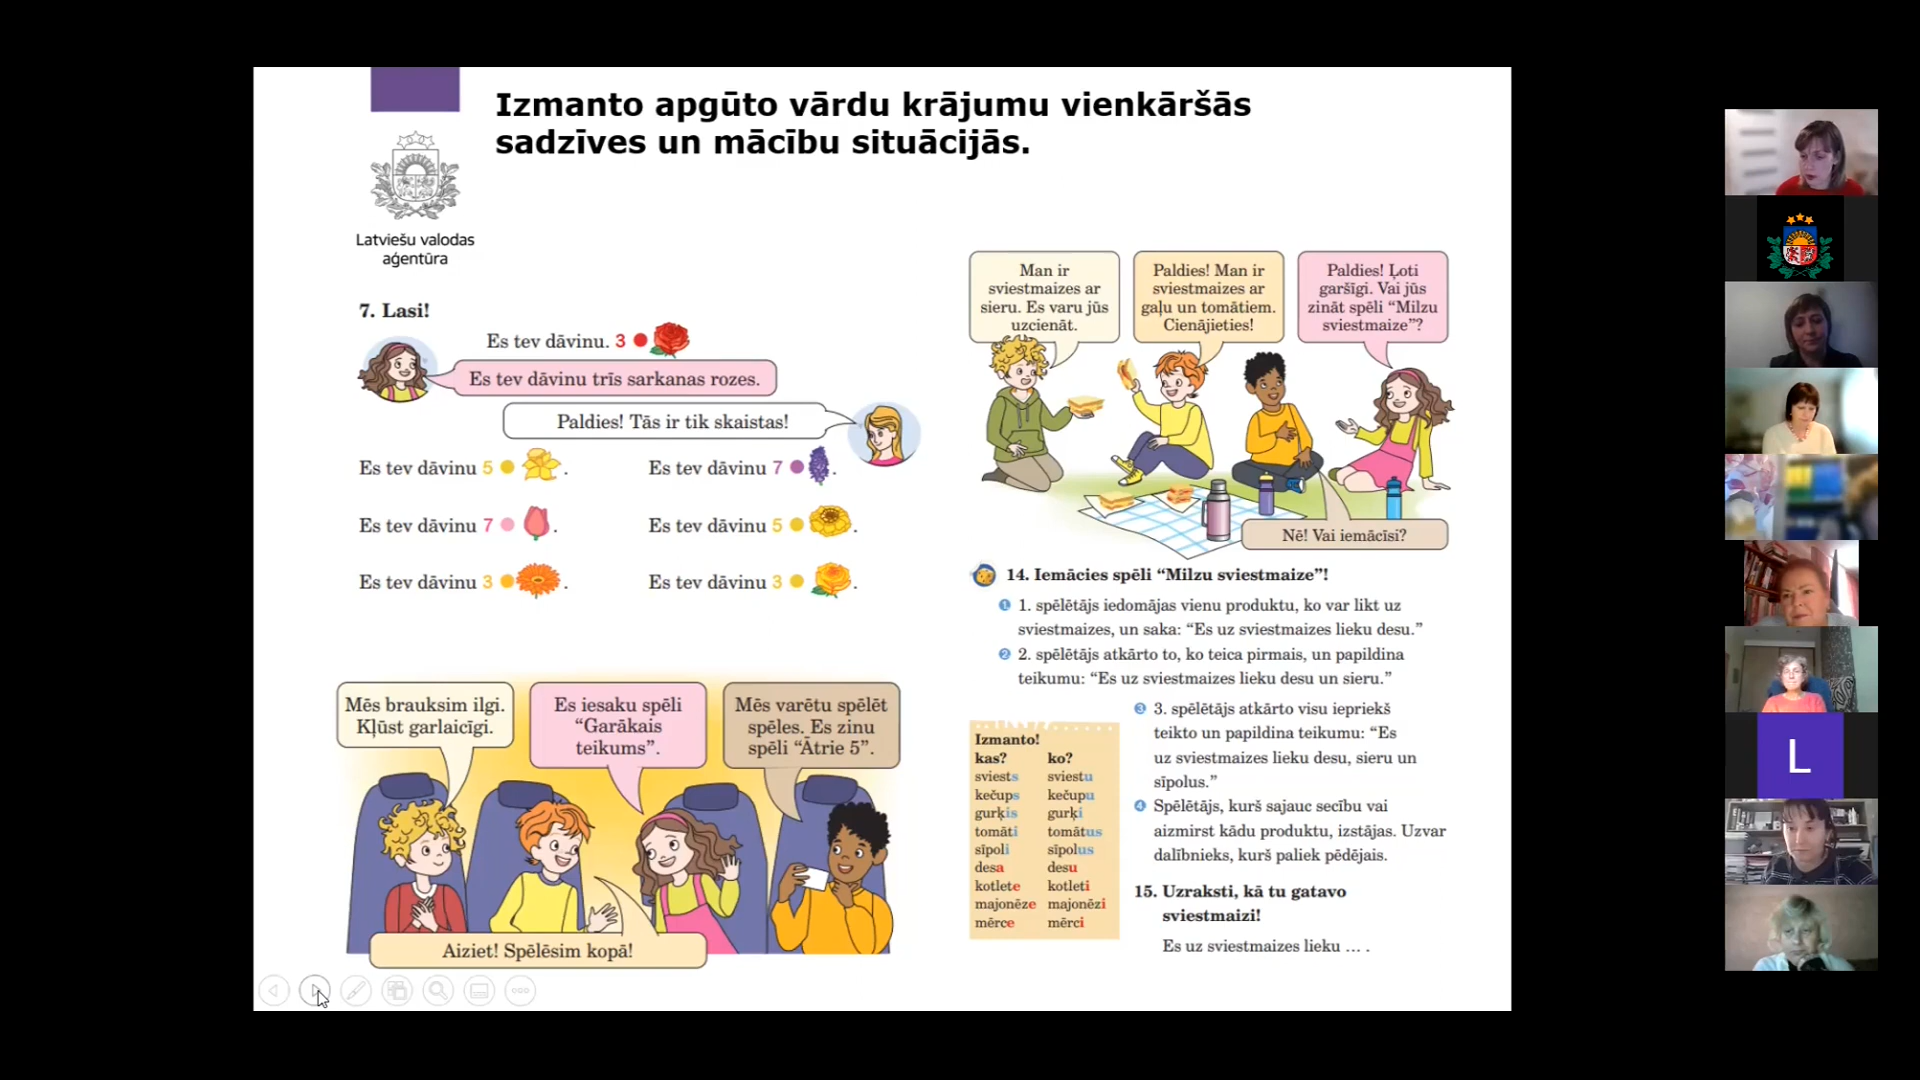 Izmanto apgūto vārdu krājumu vienkāršās
sadzīves un mācību situācijās.
Latviešu valodas
aģentūra
7. Lasi!
Es tev dāvinu. 3
Es tev dāvinu trīs sarkanas rozes.
Paldies! Tās ir tik skaistas!
Es tev dāvinu 5 .
Es tev dāvinu 7 .
Es tev dāvinu 7 .
Es tev dāvinu 5 .
Es tev dāvinu 3 .
Es tev dāvinu 3 .
Mēs brauksim ilgi.
Kļūst garlaicīgi.
Es iesaku spēli
“Garākais
teikums”.
Mēs varētu spēlēt
spēles. Es zinu
spēli “Ātrie 5”.
Aiziet! Spēlēsim kopā!
Man ir
sviestmaizes ar
sieru. Es varu jūs
uzcienāt.
Paldies! Man ir
sviestmaizes ar
gaļu un tomātiem.
Cienājieties!
Paldies! Ļoti
garšīgi. Vai jūs
zināt spēli “Milzu
sviestmaize”?
Nē! Vai iemācīsi?
14. Iemācies spēli “Milzu sviestmaize”!
1 1. spēlētājs iedomājas vienu produktu, ko var likt uz
sviestmaizes, un saka: “Es uz sviestmaizes lieku desu.”
2 2. spēlētājs atkārto to, ko teica pirmais, un papildina
teikumu: “Es uz sviestmaizes lieku desu un sieru.”
3 3. spēlētājs atkārto visu iepriekš
teikto un papildina teikumu: “Es
uz sviestmaizes lieku desu, sieru un
sīpolus.”
4 Spēlētājs, kurš sajauc secību vai
aizmirst kādu produktu, izstājas. Uzvar
dalībnieks, kurš paliek pēdējais.
Izmanto!
kas? ko?
sviests sviestu
kečups kečupu
gurķis gurķi
tomāti tomātus
sīpoli sīpolus
desa desu
kotlete kotleti
majonēze majonēzi
mērce mērci
15. Uzraksti, kā tu gatavo
sviestmaizi!
Es uz sviestmaizes lieku ... .
L